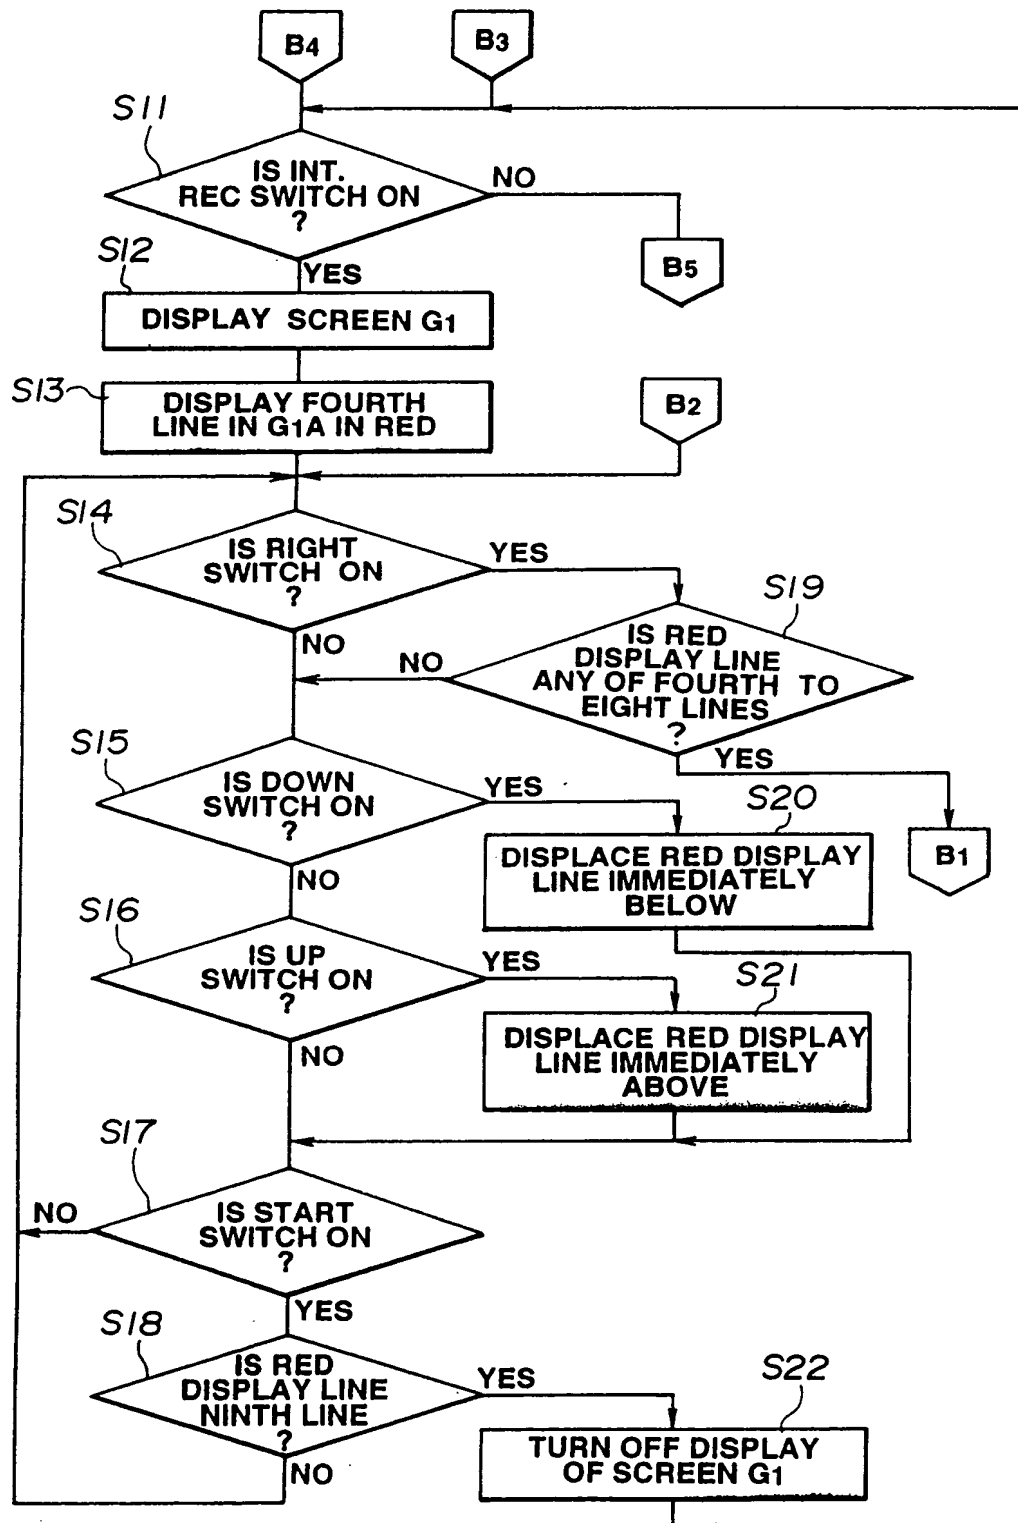 B4
B3
S11
IS INT.
REC SWITCH ON
?
NO
B5
YES
S12
DISPLAY SCREEN G1
S13
DISPLAY FOURTH
LINE IN G1A IN RED
B2
S14
IS RIGHT
SWITCH ON
?
YES
NO
S19
IS RED
DISPLAY LINE
ANY OF FOURTH TO
EIGHT LINES
?
NO
YES
B1
S15
IS DOWN
SWITCH ON
?
YES
NO
S20
DISPLACE RED DISPLAY
LINE IMMEDIATELY
BELOW
S16
IS UP
SWITCH ON
?
YES
NO
S21
DISPLACE RED DISPLAY
LINE IMMEDIATELY
ABOVE
S17
IS START
SWITCH ON
?
NO
YES
S18
IS RED
DISPLAY LINE
NINTH LINE
?
YES
NO
S22
TURN OFF DISPLAY
OF SCREEN G1